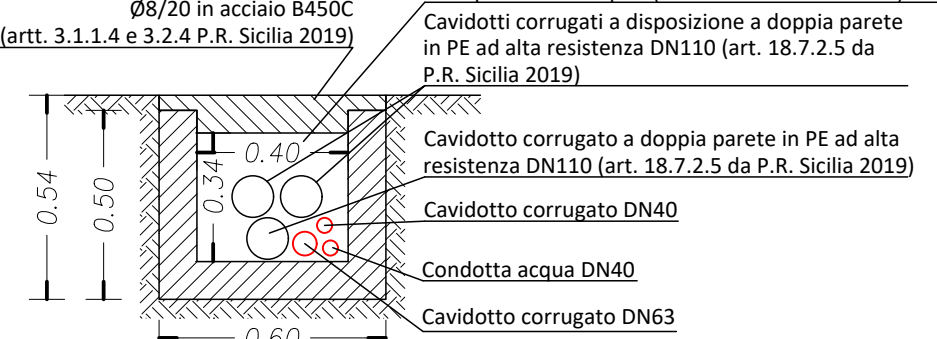 Ø8/20 in acciaio B450C
(artt. 3.1.1.4 e 3.2.4 P.R. Sicilia 2019)
Cavidotti corrugati a disposizione a doppia parete
in PE ad alta resistenza DN110 (art. 18.7.2.5 da
P.R. Sicilia 2019)
Cavidotto corrugato a doppia parete in PE ad alta
resistenza DN110 (art. 18.7.2.5 da P.R. Sicilia 2019)
Cavidotto corrugato DN40
Condotta acqua DN40
Cavidotto corrugato DN63
0.54
0.50
0.34
0.40
0.60